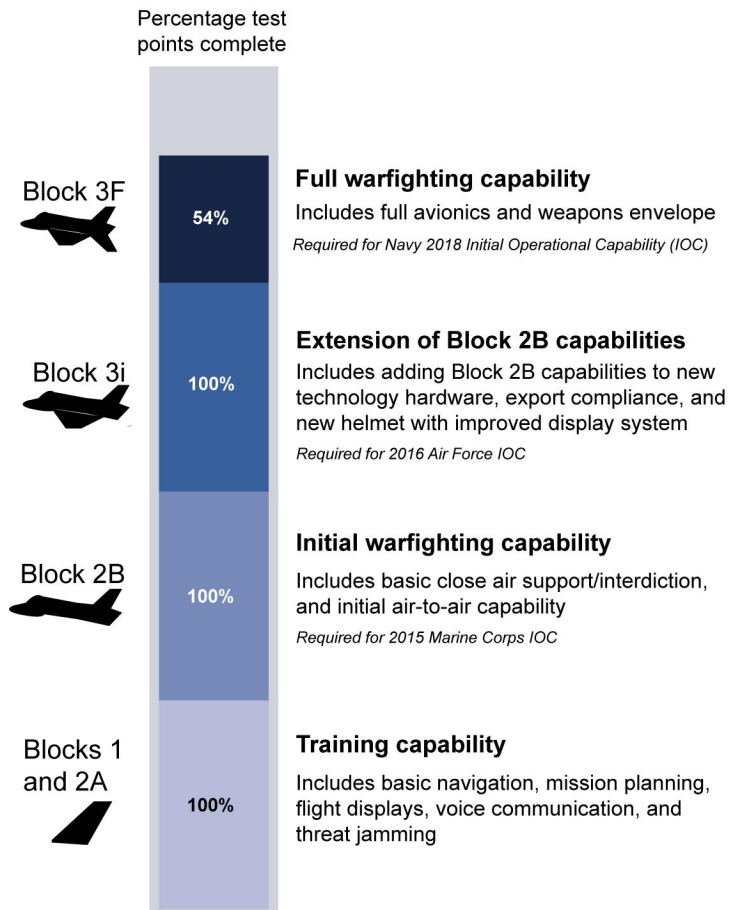 Percentage test
points complete
Block 3F
54%
Full warfighting capability
Includes full avionics and weapons envelope
Required for Navy 2018 Initial Operational Capability (IOC)
Block 3i
100%
Extension of Block 2B capabilities
Includes adding Block 2B capabilities to new
technology hardware, export compliance, and
new helmet with improved display system
Required for 2016 Air Force IOC
Block 2B
100%
Initial warfighting capability
Includes basic close air support/interdiction,
and initial air-to-air capability
Required for 2015 Marine Corps IOC
Blocks 1
and 2A
100%
Training capability
Includes basic navigation, mission planning,
flight displays, voice communication, and
threat jamming